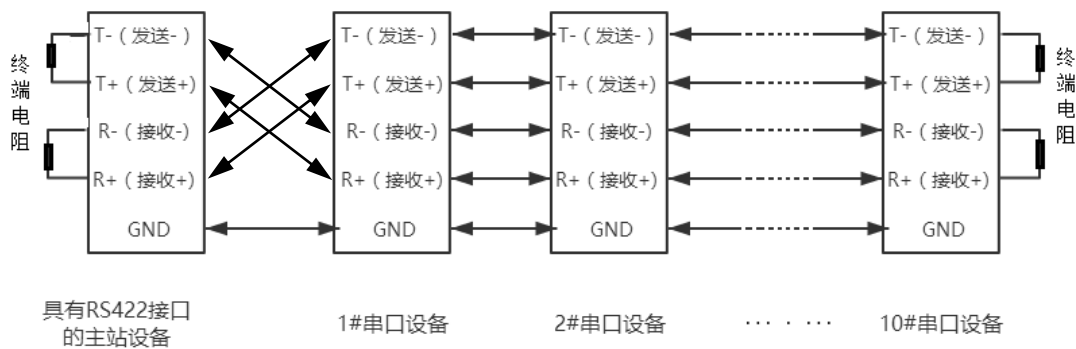 终端电阻
T-（发送-）
T+（发送+）
R-（接收-）
R+（接收+）
GND
T-（发送-）
T+（发送+）
R-（接收-）
R+（接收+）
GND
T-（发送-）
T+（发送+）
R-（接收-）
R+（接收+）
GND
T-（发送-）
T+（发送+）
R-（接收-）
R+（接收+）
GND
终端电阻
具有RS422接口
的主站设备
1#串口设备
2#串口设备
… · …
10#串口设备